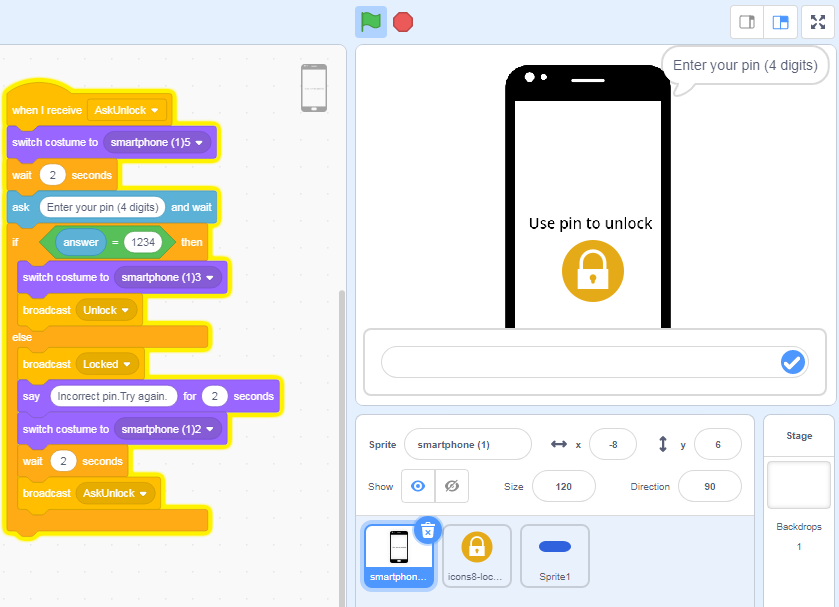 when I receive AskUnlock
switch costume to smartphone (1)5
wait 2 seconds
ask Enter your pin (4 digits) and wait
if answer = 1234 then
switch costume to smartphone (1)3
broadcast Unlock
else
broadcast Locked
say Incorrect pin.Try again. for 2 seconds
switch costume to smartphone (1)2
wait 2 seconds
broadcast AskUnlock
Enter your pin (4 digits)
Use pin to unlock
Sprite smartphone (1) x -8 y 6
Show Size 120 Direction 90
smartphon...
icons8-loc...
Sprite1
Stage
Backdrops
1